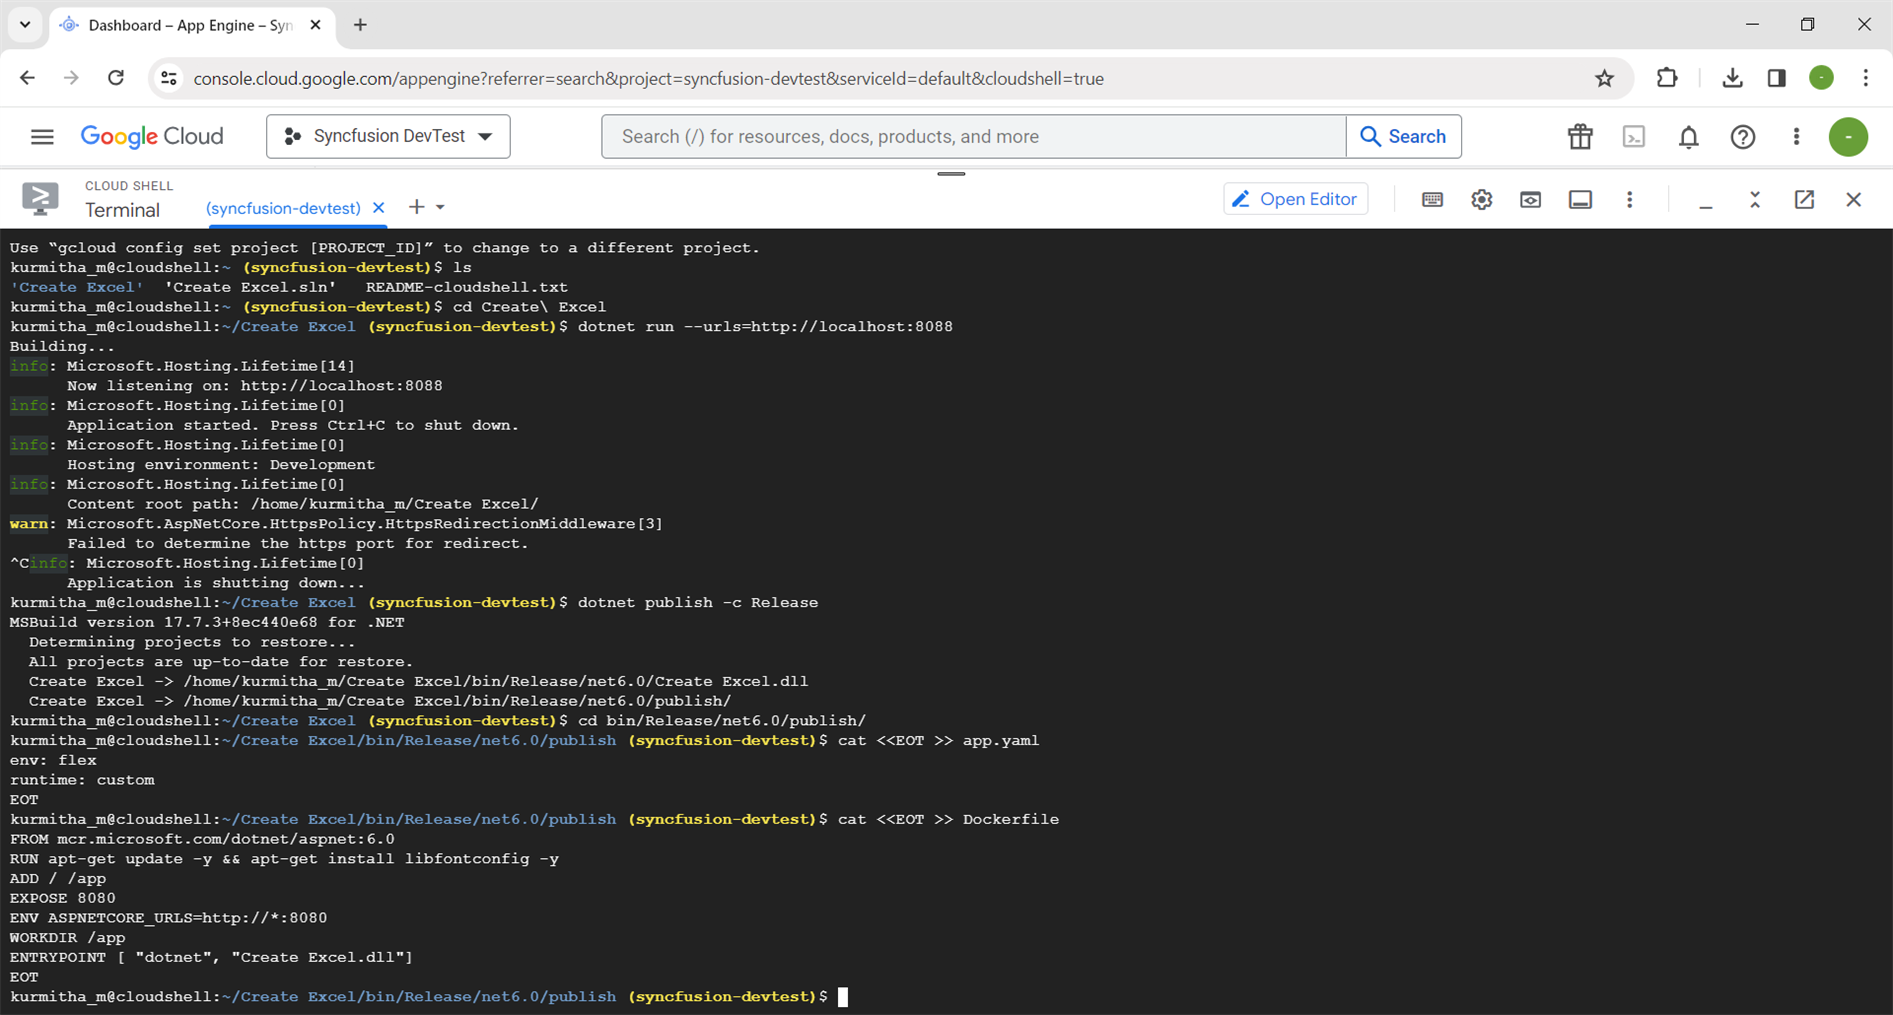 Dashboard – App Engine – Syn
console.cloud.google.com/appengine?referrer=search&project=syncfusion-devtest&serviceId=default&cloudshell=true
Google Cloud
Syncfusion DevTest
Search (/) for resources, docs, products, and more
Search
CLOUD SHELL
Terminal
(syncfusion-devtest)
Open Editor
Use “gcloud config set project [PROJECT_ID]” to change to a different project.
kurmitha_m@cloudshell:~ (syncfusion-devtest)$ ls
'Create Excel'  'Create Excel.sln'   README-cloudshell.txt
kurmitha_m@cloudshell:~ (syncfusion-devtest)$ cd Create\ Excel
kurmitha_m@cloudshell:~/Create Excel (syncfusion-devtest)$ dotnet run --urls=http://localhost:8088
Building...
info: Microsoft.Hosting.Lifetime[14]
      Now listening on: http://localhost:8088
info: Microsoft.Hosting.Lifetime[0]
      Application started. Press Ctrl+C to shut down.
info: Microsoft.Hosting.Lifetime[0]
      Hosting environment: Development
info: Microsoft.Hosting.Lifetime[0]
      Content root path: /home/kurmitha_m/Create Excel/
warn: Microsoft.AspNetCore.HttpsPolicy.HttpsRedirectionMiddleware[3]
      Failed to determine the https port for redirect.
^Cinfo: Microsoft.Hosting.Lifetime[0]
      Application is shutting down...
kurmitha_m@cloudshell:~/Create Excel (syncfusion-devtest)$ dotnet publish -c Release
MSBuild version 17.7.3+8ec440e68 for .NET
  Determining projects to restore...
  All projects are up-to-date for restore.
  Create Excel -> /home/kurmitha_m/Create Excel/bin/Release/net6.0/Create Excel.dll
  Create Excel -> /home/kurmitha_m/Create Excel/bin/Release/net6.0/publish/
kurmitha_m@cloudshell:~/Create Excel (syncfusion-devtest)$ cd bin/Release/net6.0/publish/
kurmitha_m@cloudshell:~/Create Excel/bin/Release/net6.0/publish (syncfusion-devtest)$ cat <<EOT >> app.yaml
env: flex
runtime: custom
EOT
kurmitha_m@cloudshell:~/Create Excel/bin/Release/net6.0/publish (syncfusion-devtest)$ cat <<EOT >> Dockerfile
FROM mcr.microsoft.com/dotnet/aspnet:6.0
RUN apt-get update -y && apt-get install libfontconfig -y
ADD / /app
EXPOSE 8080
ENV ASPNETCORE_URLS=http://*:8080
WORKDIR /app
ENTRYPOINT [ "dotnet", "Create Excel.dll"]
EOT
kurmitha_m@cloudshell:~/Create Excel/bin/Release/net6.0/publish (syncfusion-devtest)$